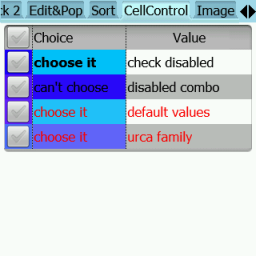 k 2 Edit&Pop Sort CellControl Image
Choice Value
choose it check disabled
can't choose disabled combo
choose it default values
choose it urca family